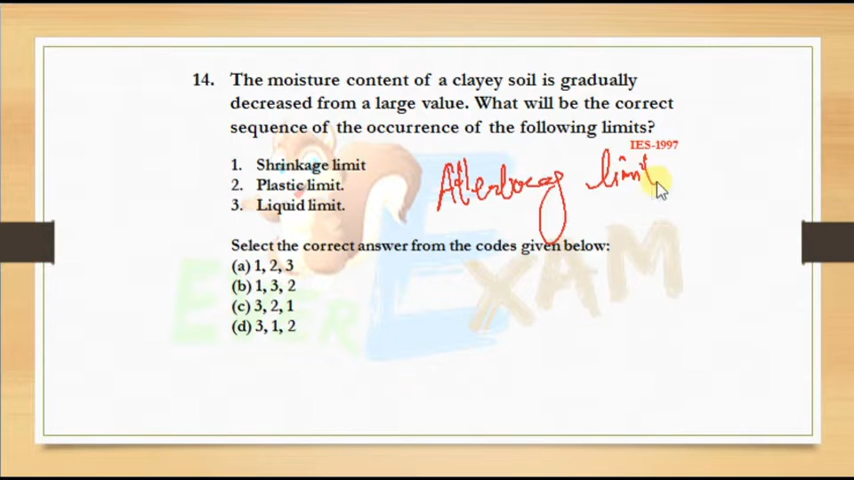 14. The moisture content of a clayey soil is gradually
decreased from a large value. What will be the correct
sequence of the occurrence of the following limits?
IES-1997
1. Shrinkage limit
2. Plastic limit.
3. Liquid limit.
Atterbeg limit
Select the correct answer from the codes given below:
(a) 1, 2, 3
(b) 1, 3, 2
(c) 3, 2, 1
(d) 3, 1, 2
EVER EXAM